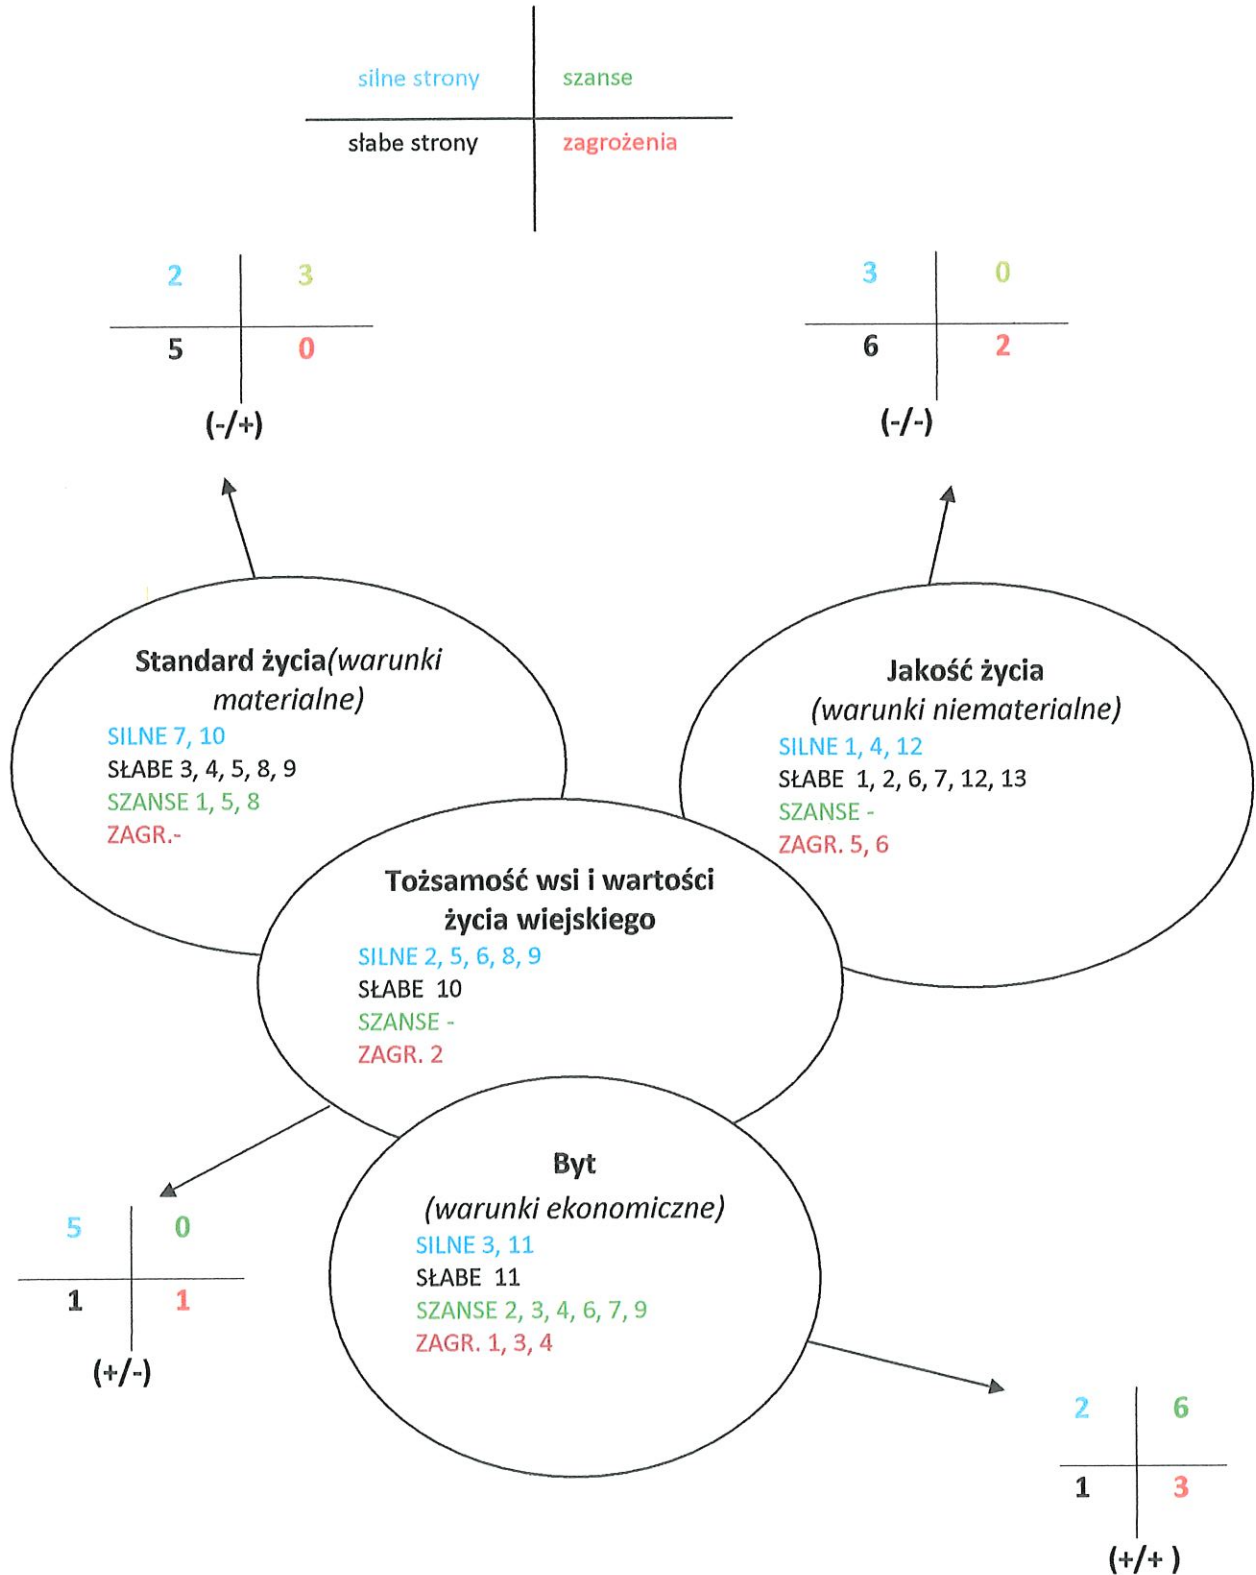 silne strony szanse
słabe strony zagrożenia
2 3
5 0
(-/+)
3 0
6 2
(-/-)
Standard życia(warunki
materialne)
SILNE 7, 10
SŁABE 3, 4, 5, 8, 9
SZANSE 1, 5, 8
ZAGR.-
Jakość życia
(warunki niematerialne)
SILNE 1, 4, 12
SŁABE 1, 2, 6, 7, 12, 13
SZANSE -
ZAGR. 5, 6
Tożsamość wsi i wartości
życia wiejskiego
SILNE 2, 5, 6, 8, 9
SŁABE 10
SZANSE -
ZAGR. 2
5 0
1 1
(+/-)
Byt
(warunki ekonomiczne)
SILNE 3, 11
SŁABE 11
SZANSE 2, 3, 4, 6, 7, 9
ZAGR. 1, 3, 4
2 6
1 3
(+/+ )